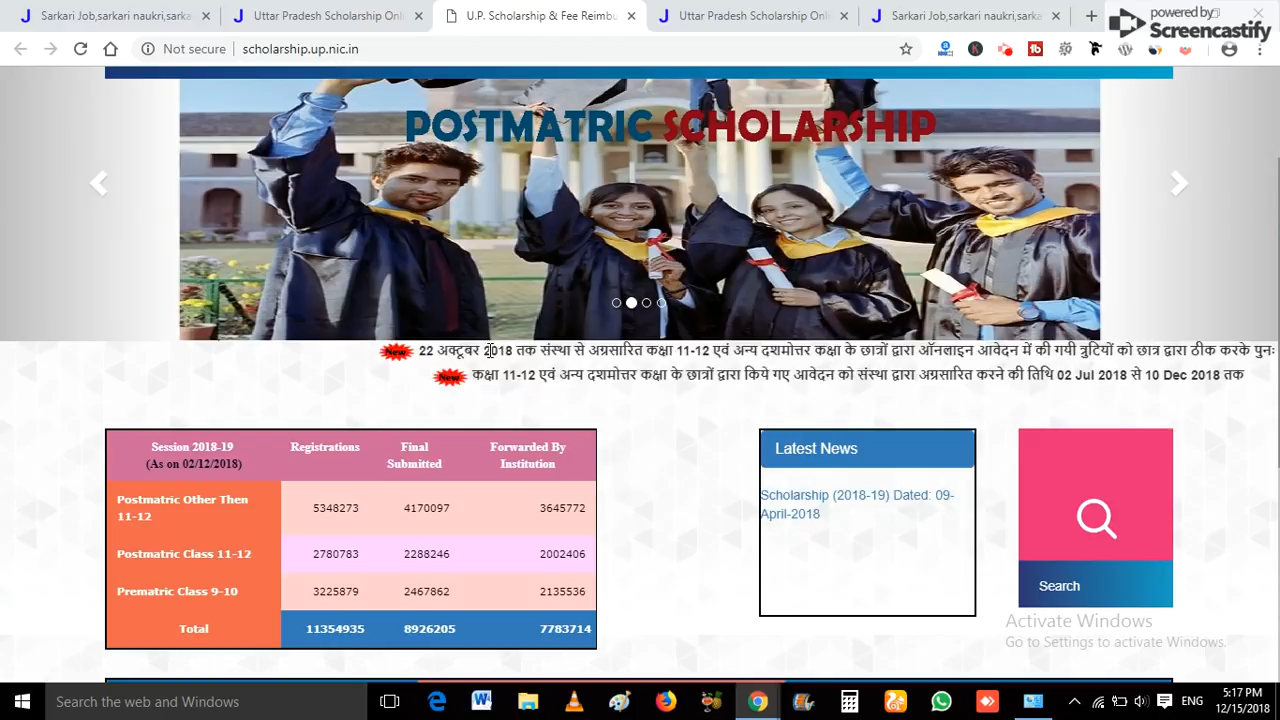 Sarkari Job,sarkari naukri,sarka
Uttar Pradesh Scholarship Onl
U.P. Scholarship & Fee Reimbu
Uttar Pradesh Scholarship Onl
Sarkari Job,sarkari naukri,sarka
powered by
Screencastify
Not secure
scholarship.up.nic.in
POSTMATRIC SCHOLARSHIP
New 22 अक्टूबर 2018 तक संस्था से अग्रसारित कक्षा 11-12 एवं अन्य दशमोत्तर कक्षा के छात्रों द्वारा ऑनलाइन आवेदन में की गयी त्रुटियों को छात्र द्वारा ठीक करके पुनः
New कक्षा 11-12 एवं अन्य दशमोत्तर कक्षा के छात्रों द्वारा किये गए आवेदन को संस्था द्वारा अग्रसारित करने की तिथि 02 Jul 2018 से 10 Dec 2018 तक
Session 2018-19 Registrations Final Forwarded By
(As on 02/12/2018) Submitted Institution
Postmatric Other Then
11-12 5348273 4170097 3645772
Postmatric Class 11-12 2780783 2288246 2002406
Prematric Class 9-10 3225879 2467862 2135536
Total 11354935 8926205 7783714
Latest News
Scholarship (2018-19) Dated: 09-
April-2018
Search
Activate Windows
Go to Settings to activate Windows.
Search the web and Windows
ENG
5:17 PM
12/15/2018